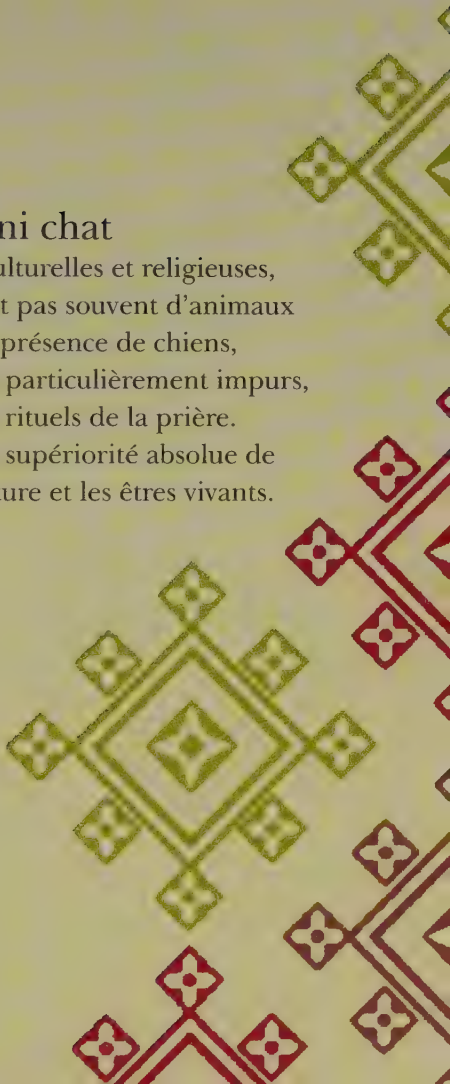 ni chat
ulturelles et religieuses,
t pas souvent d'animaux
présence de chiens,
particulièrement impurs,
rituels de la prière.
supériorité absolue de
ure et les êtres vivants.